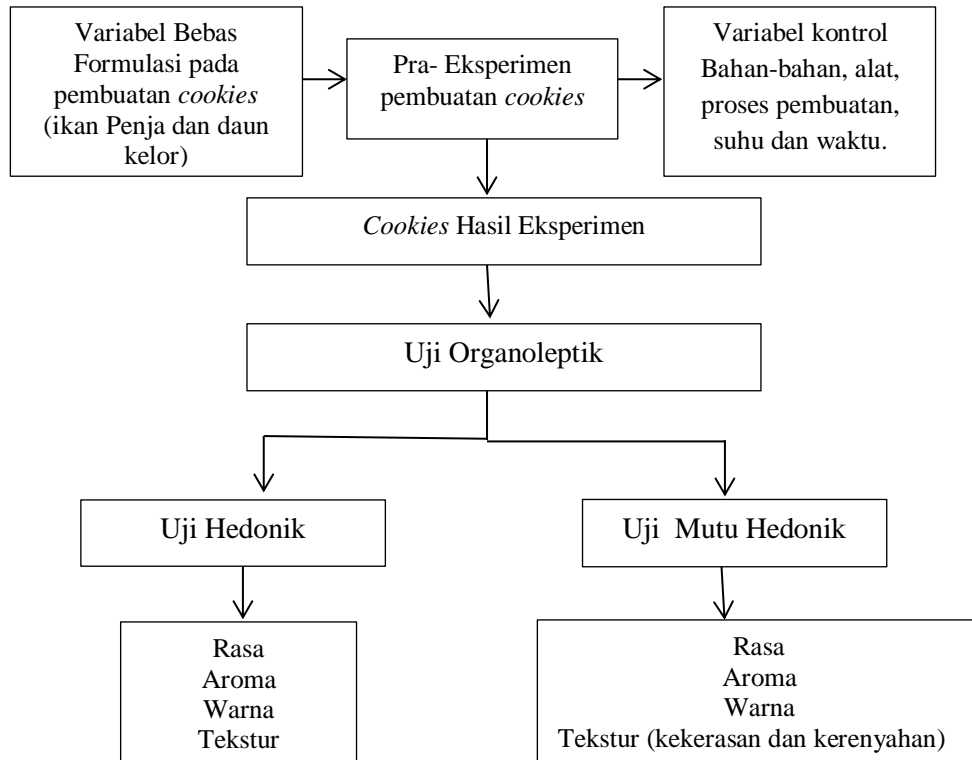 Variabel Bebas
Formulasi pada
pembuatan cookies
(ikan Penja dan daun
kelor)
Pra- Eksperimen
pembuatan cookies
Variabel kontrol
Bahan-bahan, alat,
proses pembuatan,
suhu dan waktu.
Cookies Hasil Eksperimen
Uji Organoleptik
Uji Hedonik
Uji Mutu Hedonik
Rasa
Aroma
Warna
Tekstur
Rasa
Aroma
Warna
Tekstur (kekerasan dan kerenyahan)